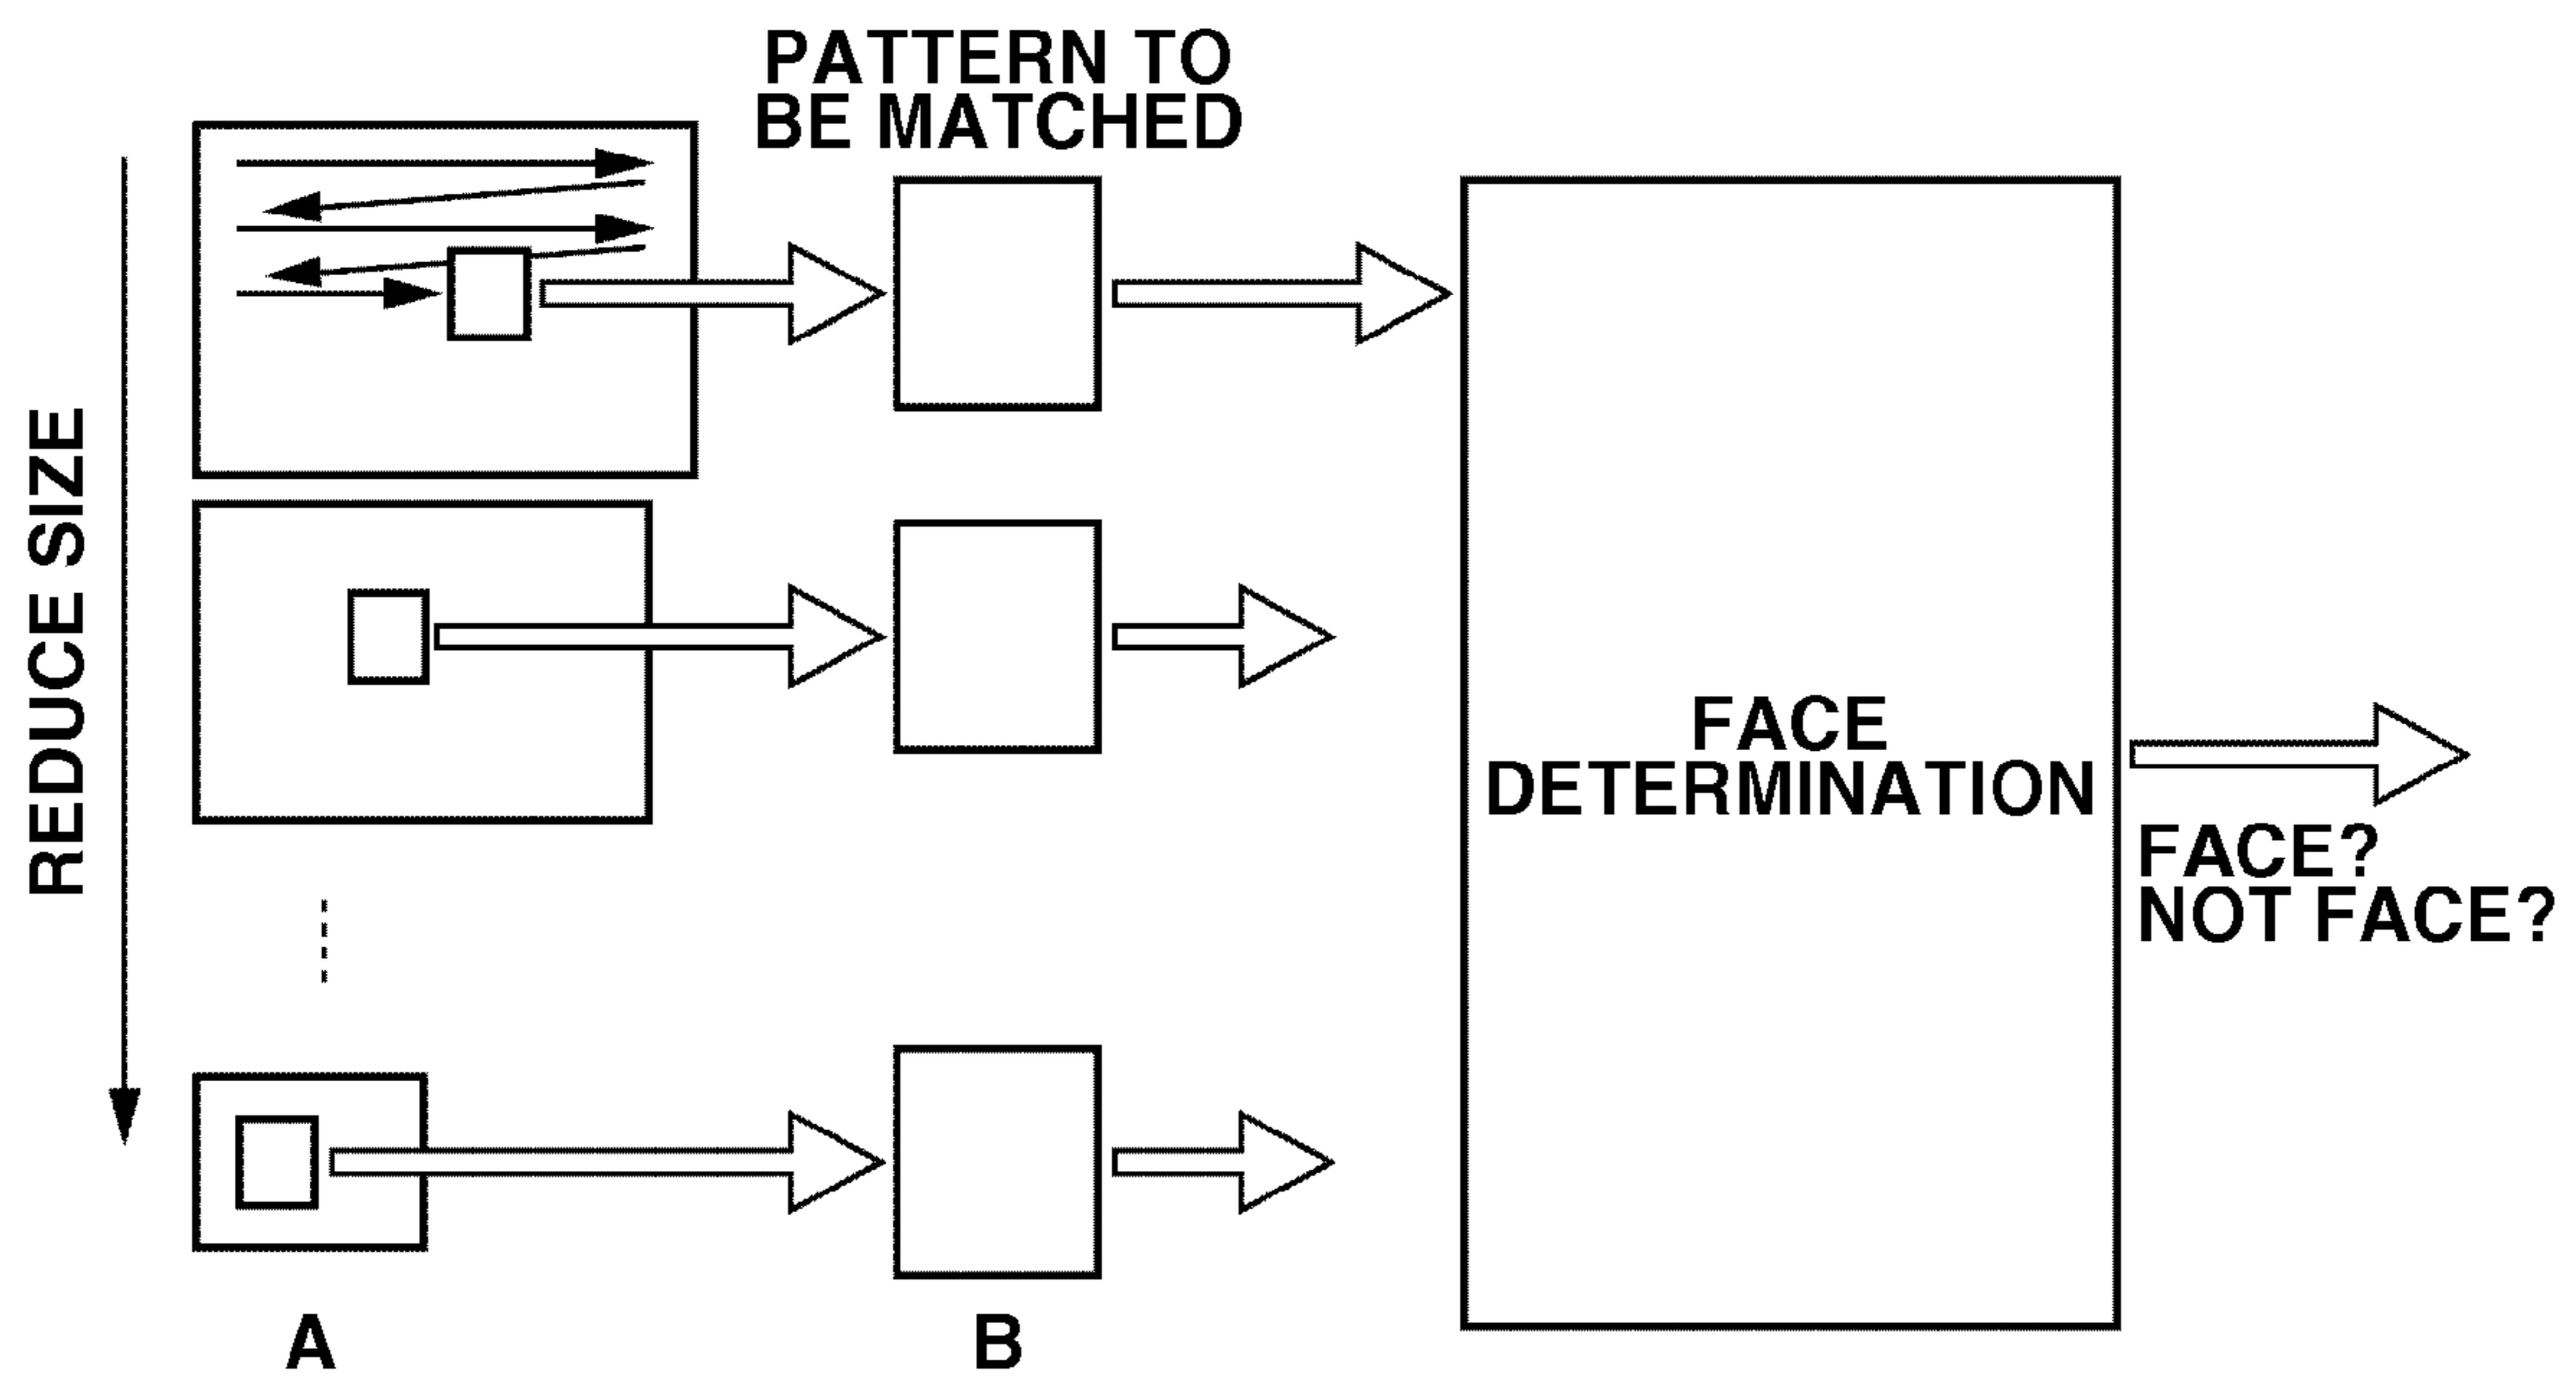 PATTERN TO
BE MATCHED
REDUCE SIZE
FACE
DETERMINATION
FACE?
NOT FACE?
A
B